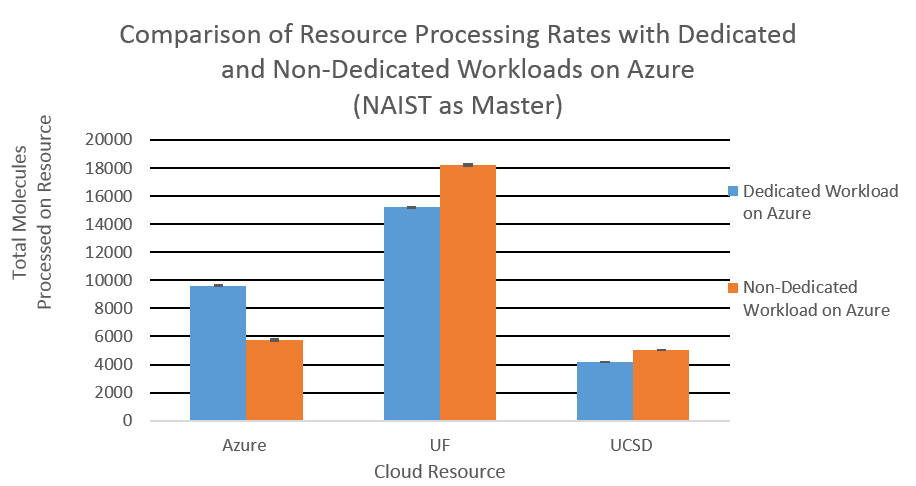 Comparison of Resource Processing Rates with Dedicated
and Non-Dedicated Workloads on Azure
(NAIST as Master)
Total Molecules
Processed on Resource
20000
18000
16000
14000
12000
10000
8000
6000
4000
2000
0
Azure
UF
UCSD
Cloud Resource
Dedicated Workload
on Azure
Non-Dedicated
Workload on Azure